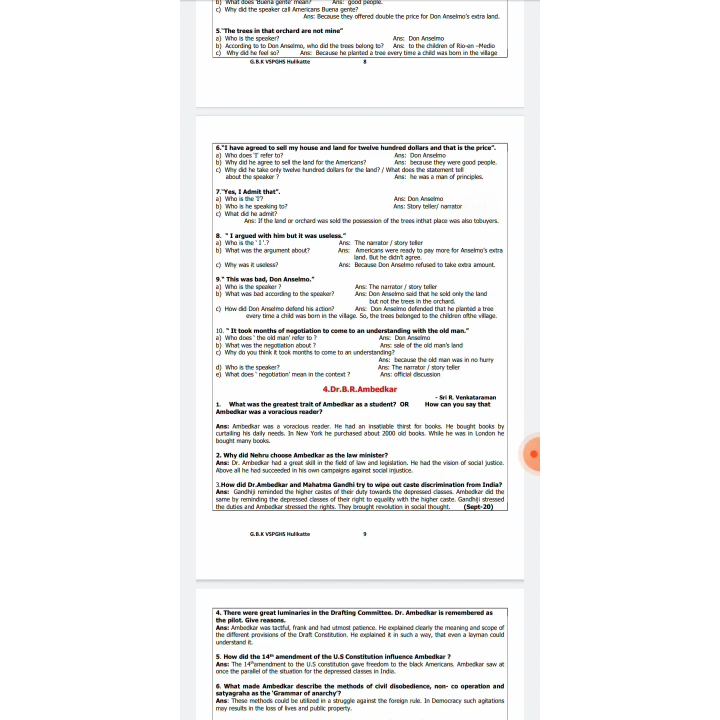 b) What does 'Buena gente' mean? Ans: good people.
c) Why did the speaker call Americans Buena gente?
Ans: Because they offered double the price for Don Anselmo's extra land.
5."The trees in that orchard are not mine"
a) Who is the speaker? Ans: Don Anselmo
b) According to to Don Anselmo, who did the trees belong to? Ans: to the children of Rio-en –Medio
c) Why did he feel so? Ans: Because he planted a tree every time a child was born in the village
G.B.K VSPGHS Hulikatte 8
6."I have agreed to sell my house and land for twelve hundred dollars and that is the price".
a) Who does 'I' refer to? Ans: Don Anselmo
b) Why did he agree to sell the land for the Americans? Ans: because they were good people.
c) Why did he take only twelve hundred dollars for the land? / What does the statement tell
about the speaker ? Ans: he was a man of principles.
7."Yes, I Admit that".
a) Who is the 'I'? Ans: Don Anselmo
b) Who is he speaking to? Ans: Story teller/ narrator
c) What did he admit?
Ans: If the land or orchard was sold the possession of the trees inthat place was also tobuyers.
8. " I argued with him but it was useless."
a) Who is the ' I '.? Ans: The narrator / story teller
b) What was the argument about? Ans: Americans were ready to pay more for Anselmo's extra
land. But he didn't agree.
c) Why was it useless? Ans: Because Don Anselmo refused to take extra amount.
9." This was bad, Don Anselmo."
a) Who is the speaker ? Ans: The narrator / story teller
b) What was bad according to the speaker? Ans: Don Anselmo said that he sold only the land
but not the trees in the orchard.
c) How did Don Anselmo defend his action? Ans: Don Anselmo defended that he planted a tree
every time a child was born in the village. So, the trees belonged to the children ofthe village.
10. " It took months of negotiation to come to an understanding with the old man."
a) Who does ' the old man' refer to ? Ans: Don Anselmo
b) What was the negotiation about ? Ans: sale of the old man's land
c) Why do you think it took months to come to an understanding?
Ans: because the old man was in no hurry
d) Who is the speaker? Ans: The narrator / story teller
e) What does ' negotiation' mean in the context ? Ans: official discussion
4.Dr.B.R.Ambedkar
- Sri R. Venkataraman
1. What was the greatest trait of Ambedkar as a student? OR How can you say that
Ambedkar was a voracious reader?
Ans: Ambedkar was a voracious reader. He had an insatiable thirst for books. He bought books by
curtailing his daily needs. In New York he purchased about 2000 old books. While he was in London he
bought many books.
2. Why did Nehru choose Ambedkar as the law minister?
Ans: Dr. Ambedkar had a great skill in the field of law and legislation. He had the vision of social justice.
Above all he had succeeded in his own campaigns against social injustice.
3.How did Dr.Ambedkar and Mahatma Gandhi try to wipe out caste discrimination from India?
Ans: Gandhiji reminded the higher castes of their duty towards the depressed classes. Ambedkar did the
same by reminding the depressed classes of their right to equality with the higher caste. Gandhiji stressed
the duties and Ambedkar stressed the rights. They brought revolution in social thought. (Sept-20)
G.B.K VSPGHS Hulikatte 9
4. There were great luminaries in the Drafting Committee. Dr. Ambedkar is remembered as
the pilot. Give reasons.
Ans: Ambedkar was tactful, frank and had utmost patience. He explained clearly the meaning and scope of
the different provisions of the Draft Constitution. He explained it in such a way, that even a layman could
understand it.
5. How did the 14th amendment of the U.S Constitution influence Ambedkar ?
Ans: The 14thamendment to the U.S constitution gave freedom to the black Americans. Ambedkar saw at
once the parallel of the situation for the depressed classes in India.
6. What made Ambedkar describe the methods of civil disobedience, non- co operation and
satyagraha as the 'Grammar of anarchy'?
Ans: These methods could be utilized in a struggle against the foreign rule. In Democracy such agitations
may results in the loss of lives and public property.